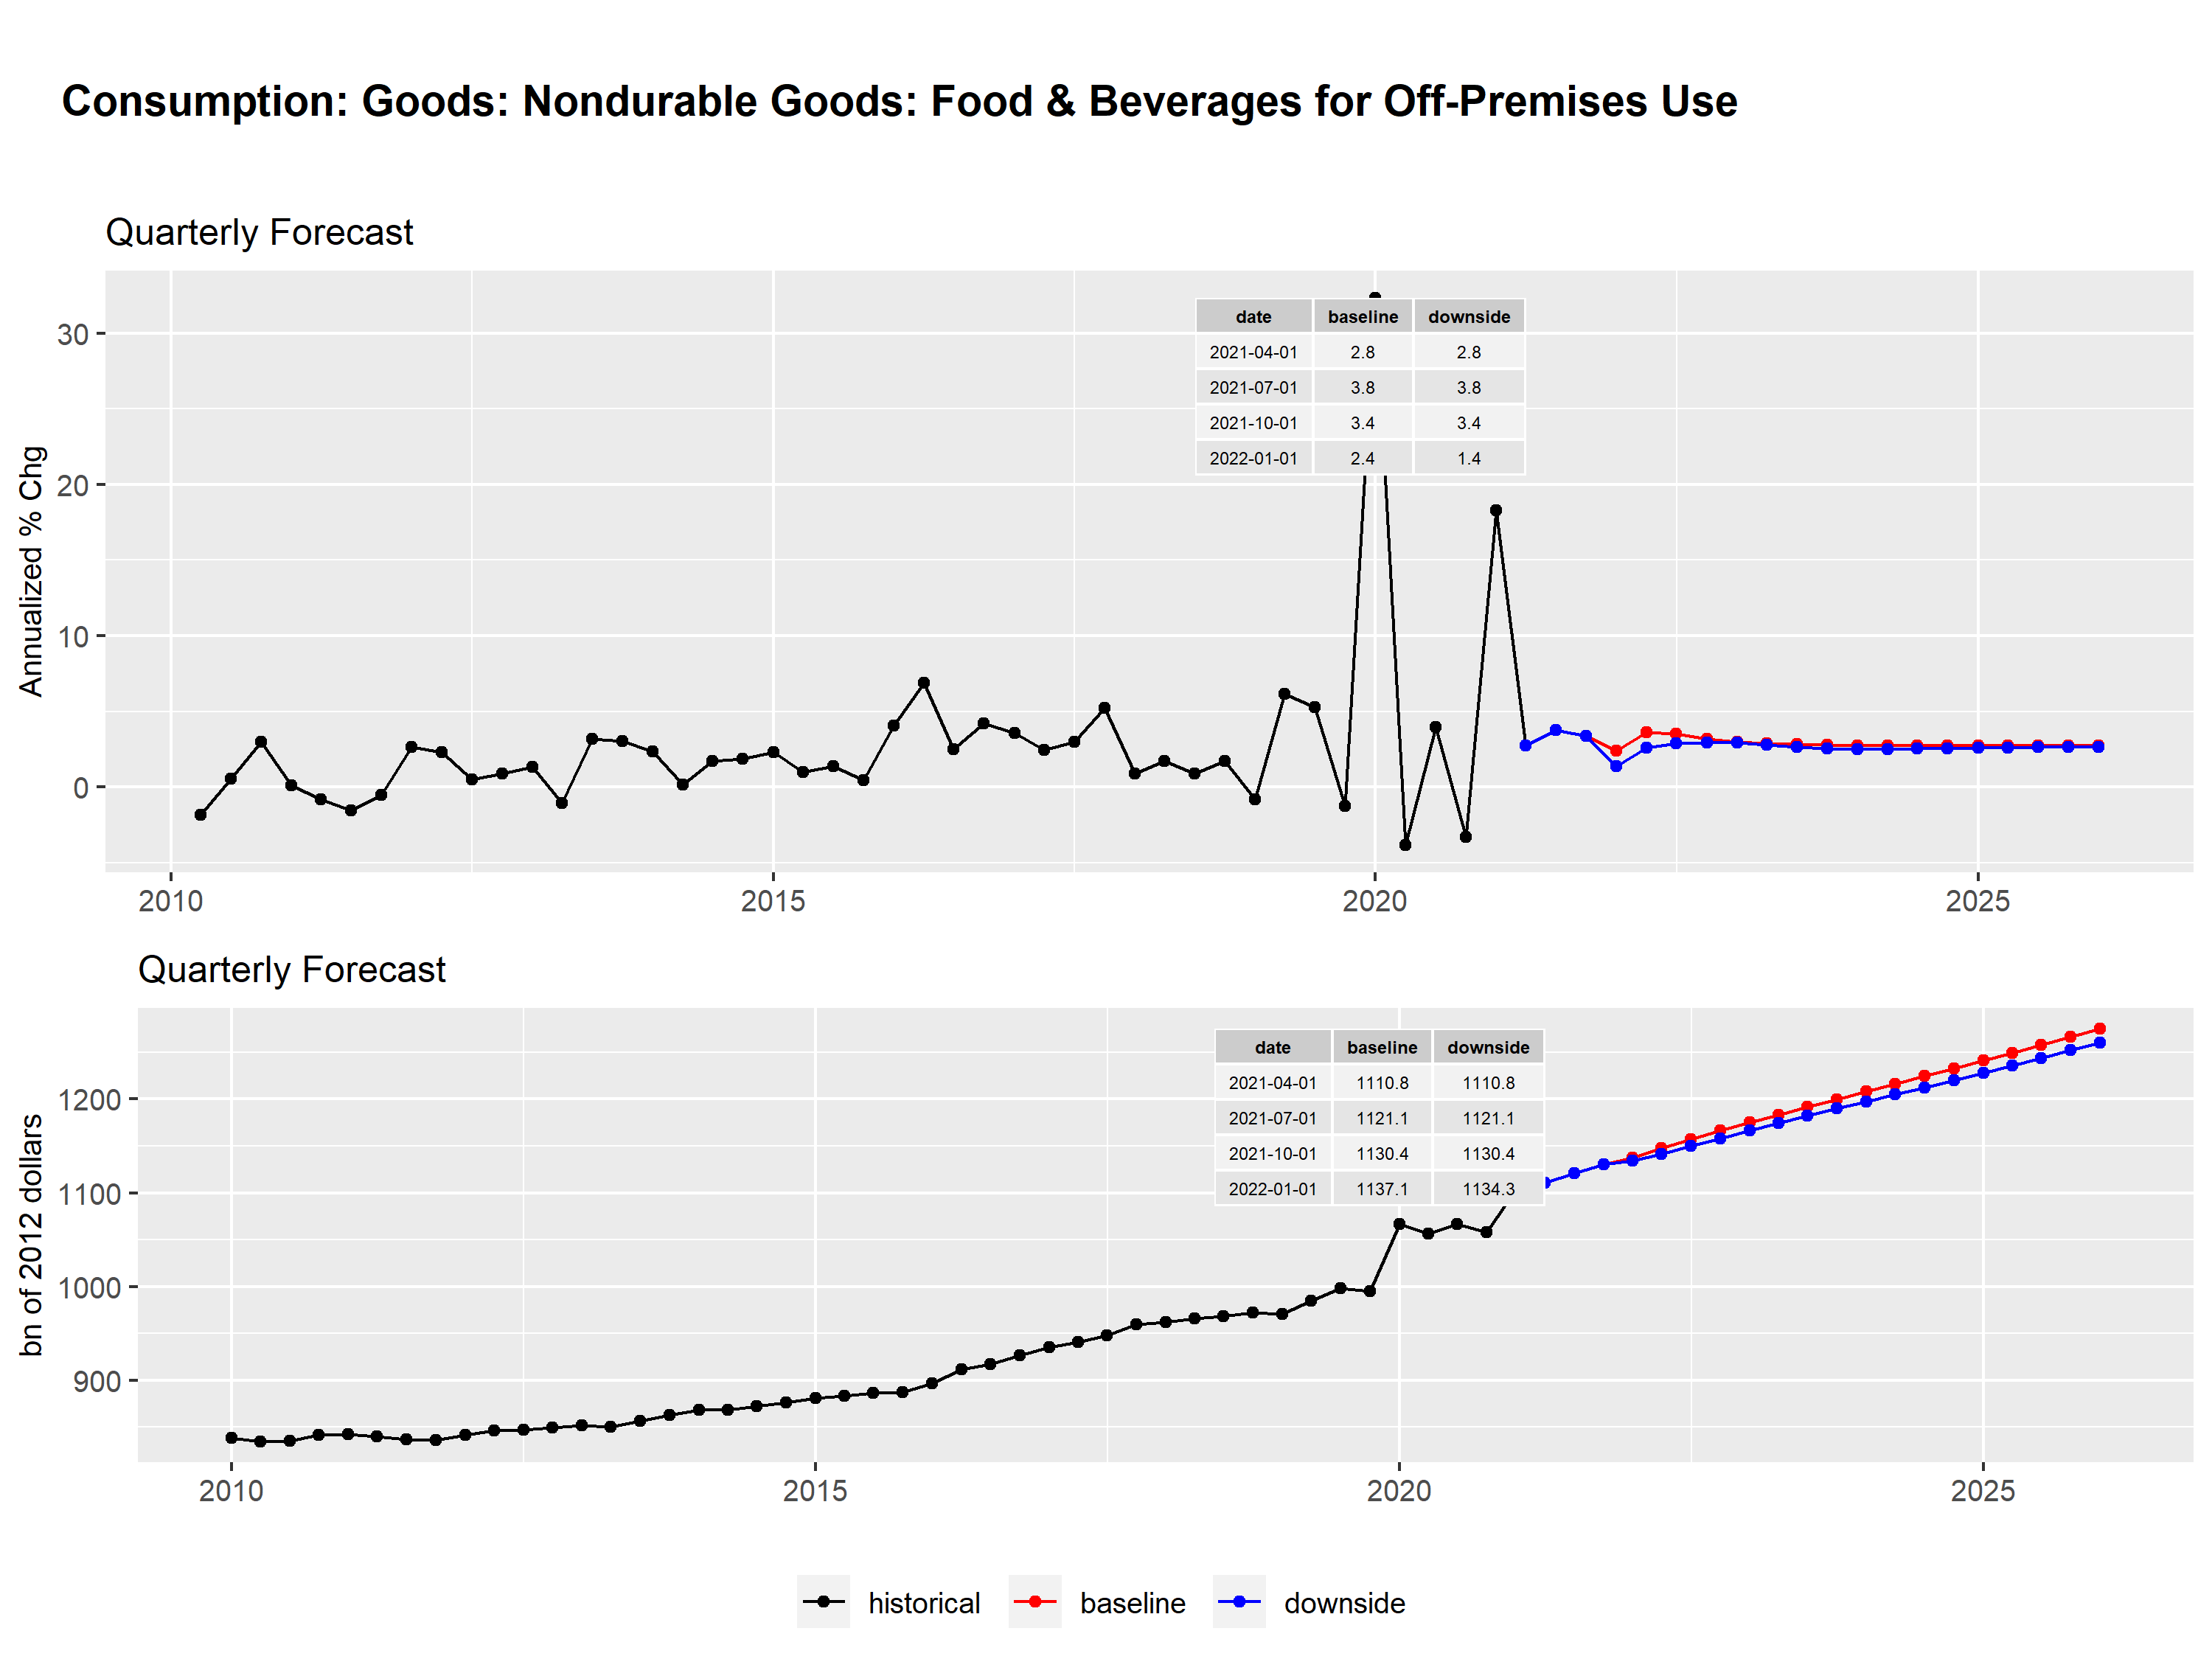 Consumption: Goods: Nondurable Goods: Food & Beverages for Off-Premises Use
Quarterly Forecast
Annualized % Chg
30
20
10
0
date baseline downside
2021-04-01 2.8 2.8
2021-07-01 3.8 3.8
2021-10-01 3.4 3.4
2022-01-01 2.4 1.4
2010 2015 2020 2025
Quarterly Forecast
bn of 2012 dollars
1200
1100
1000
900
date baseline downside
2021-04-01 1110.8 1110.8
2021-07-01 1121.1 1121.1
2021-10-01 1130.4 1130.4
2022-01-01 1137.1 1134.3
2010 2015 2020 2025
historical baseline downside